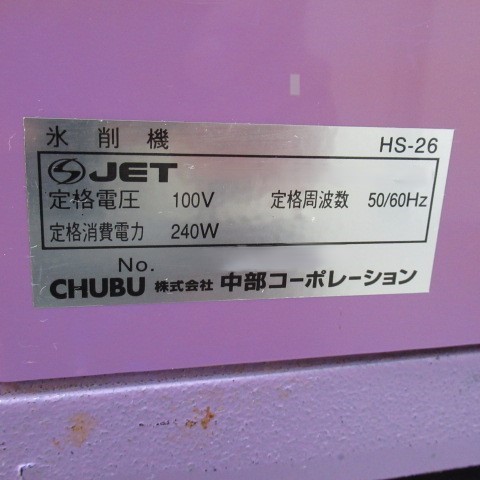 氷削機 HS-26
JET
定格電圧 100V 定格周波数 50/60Hz
定格消費電力 240W
No.
CHUBU 株式会社 中部コーポレーション